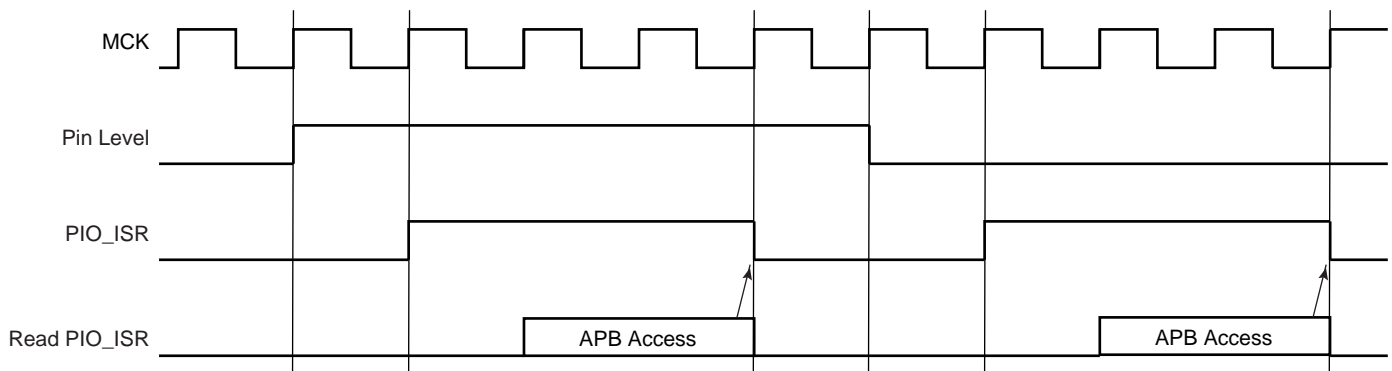 MCK
Pin Level
PIO_ISR
Read PIO_ISR
APB Access
APB Access